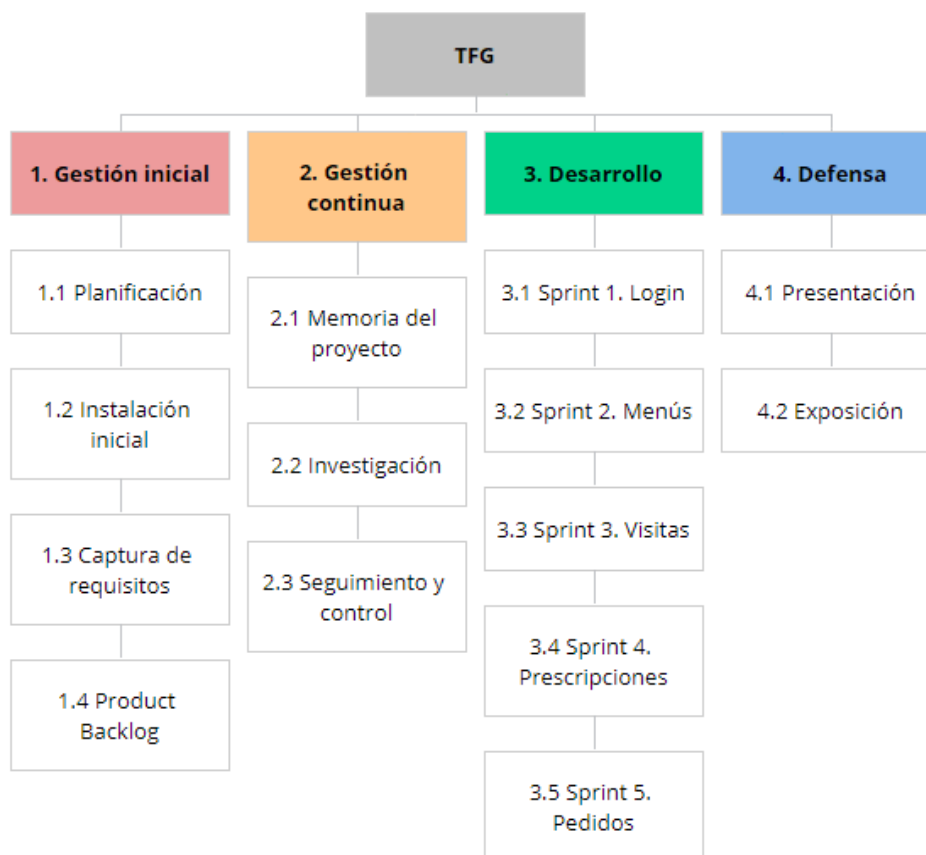 TFG
1. Gestión inicial
1.1 Planificación
1.2 Instalación
inicial
1.3 Captura de
requisitos
1.4 Product
Backlog
2. Gestión
continua
2.1 Memoria del
proyecto
2.2 Investigación
2.3 Seguimiento y
control
3. Desarrollo
3.1 Sprint 1. Login
3.2 Sprint 2. Menús
3.3 Sprint 3. Visitas
3.4 Sprint 4.
Prescripciones
3.5 Sprint 5.
Pedidos
4. Defensa
4.1 Presentación
4.2 Exposición